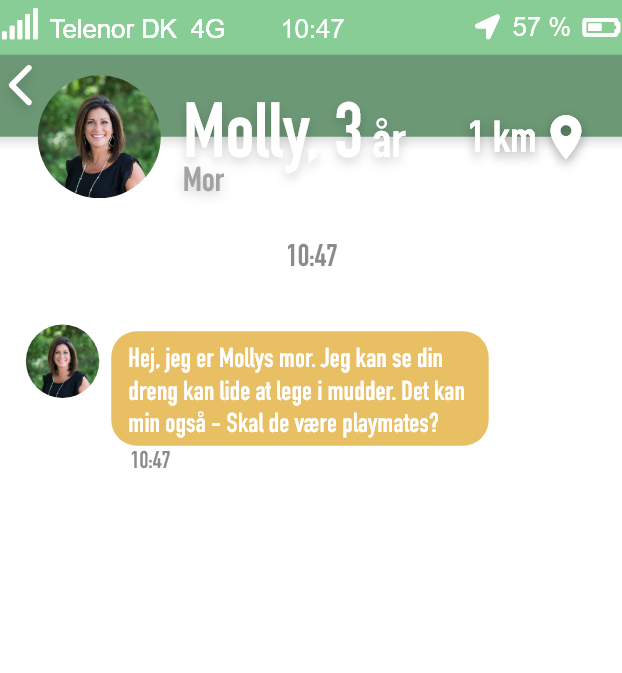 Telenor DK 4G 10:47 57 %
Molly, 3 år 1 km
Mor
10:47
Hej, jeg er Mollys mor. Jeg kan se din
dreng kan lide at lege i mudder. Det kan
min også - Skal de være playmates?
10:47